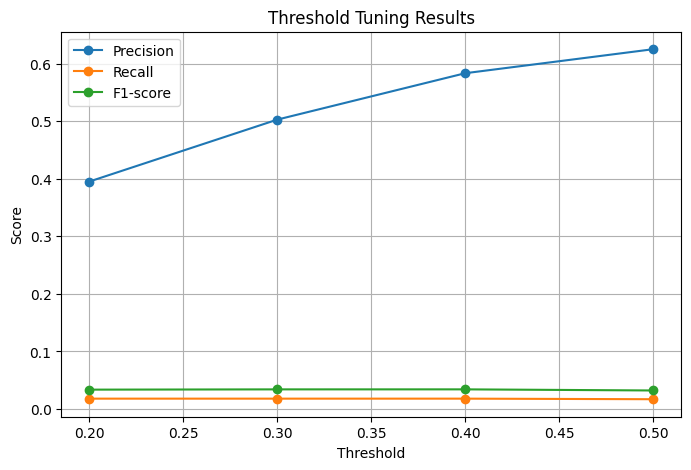 Threshold Tuning Results
Precision
Recall
F1-score
Score
0.6
0.5
0.4
0.3
0.2
0.1
0.0
0.20 0.25 0.30 0.35 0.40 0.45 0.50
Threshold